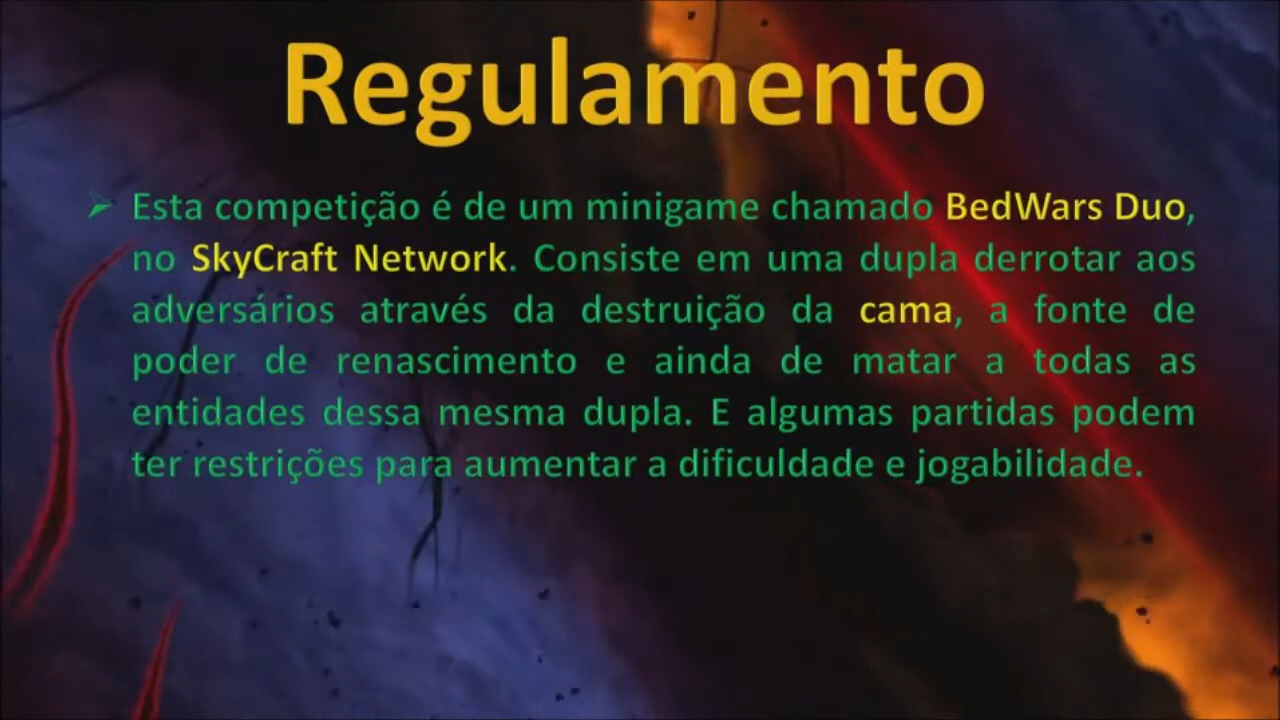 Regulamento
➢ Esta competição é de um minigame chamado BedWars Duo,
no SkyCraft Network. Consiste em uma dupla derrotar aos
adversários através da destruição da cama, a fonte de
poder de renascimento e ainda de matar a todas as
entidades dessa mesma dupla. E algumas partidas podem
ter restrições para aumentar a dificuldade e jogabilidade.